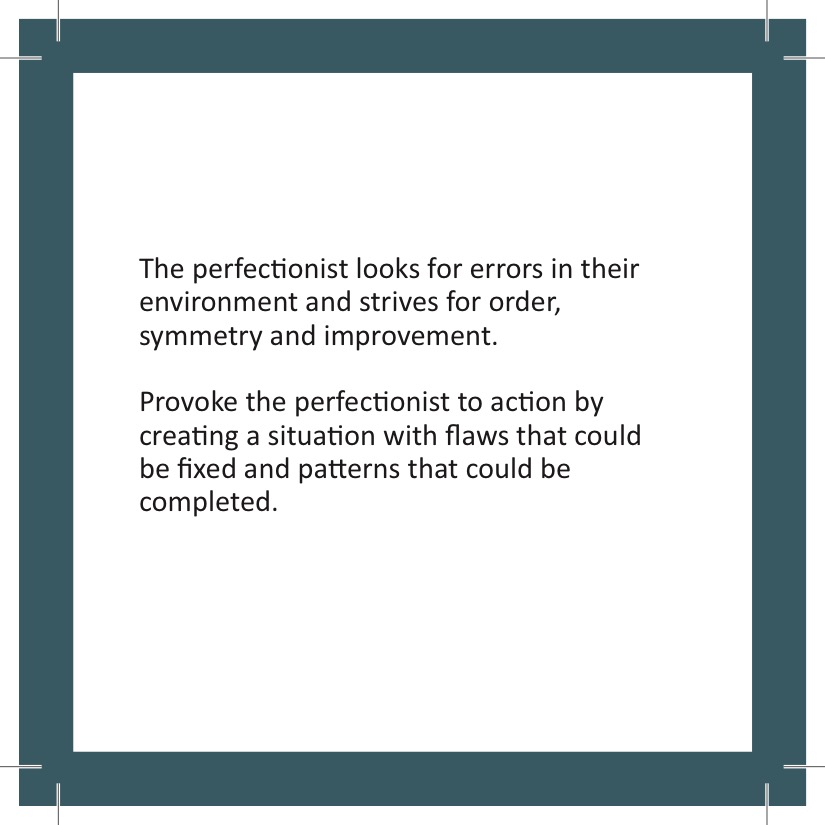 The perfectionist looks for errors in their
environment and strives for order,
symmetry and improvement.
Provoke the perfectionist to action by
creating a situation with flaws that could
be fixed and patterns that could be
completed.